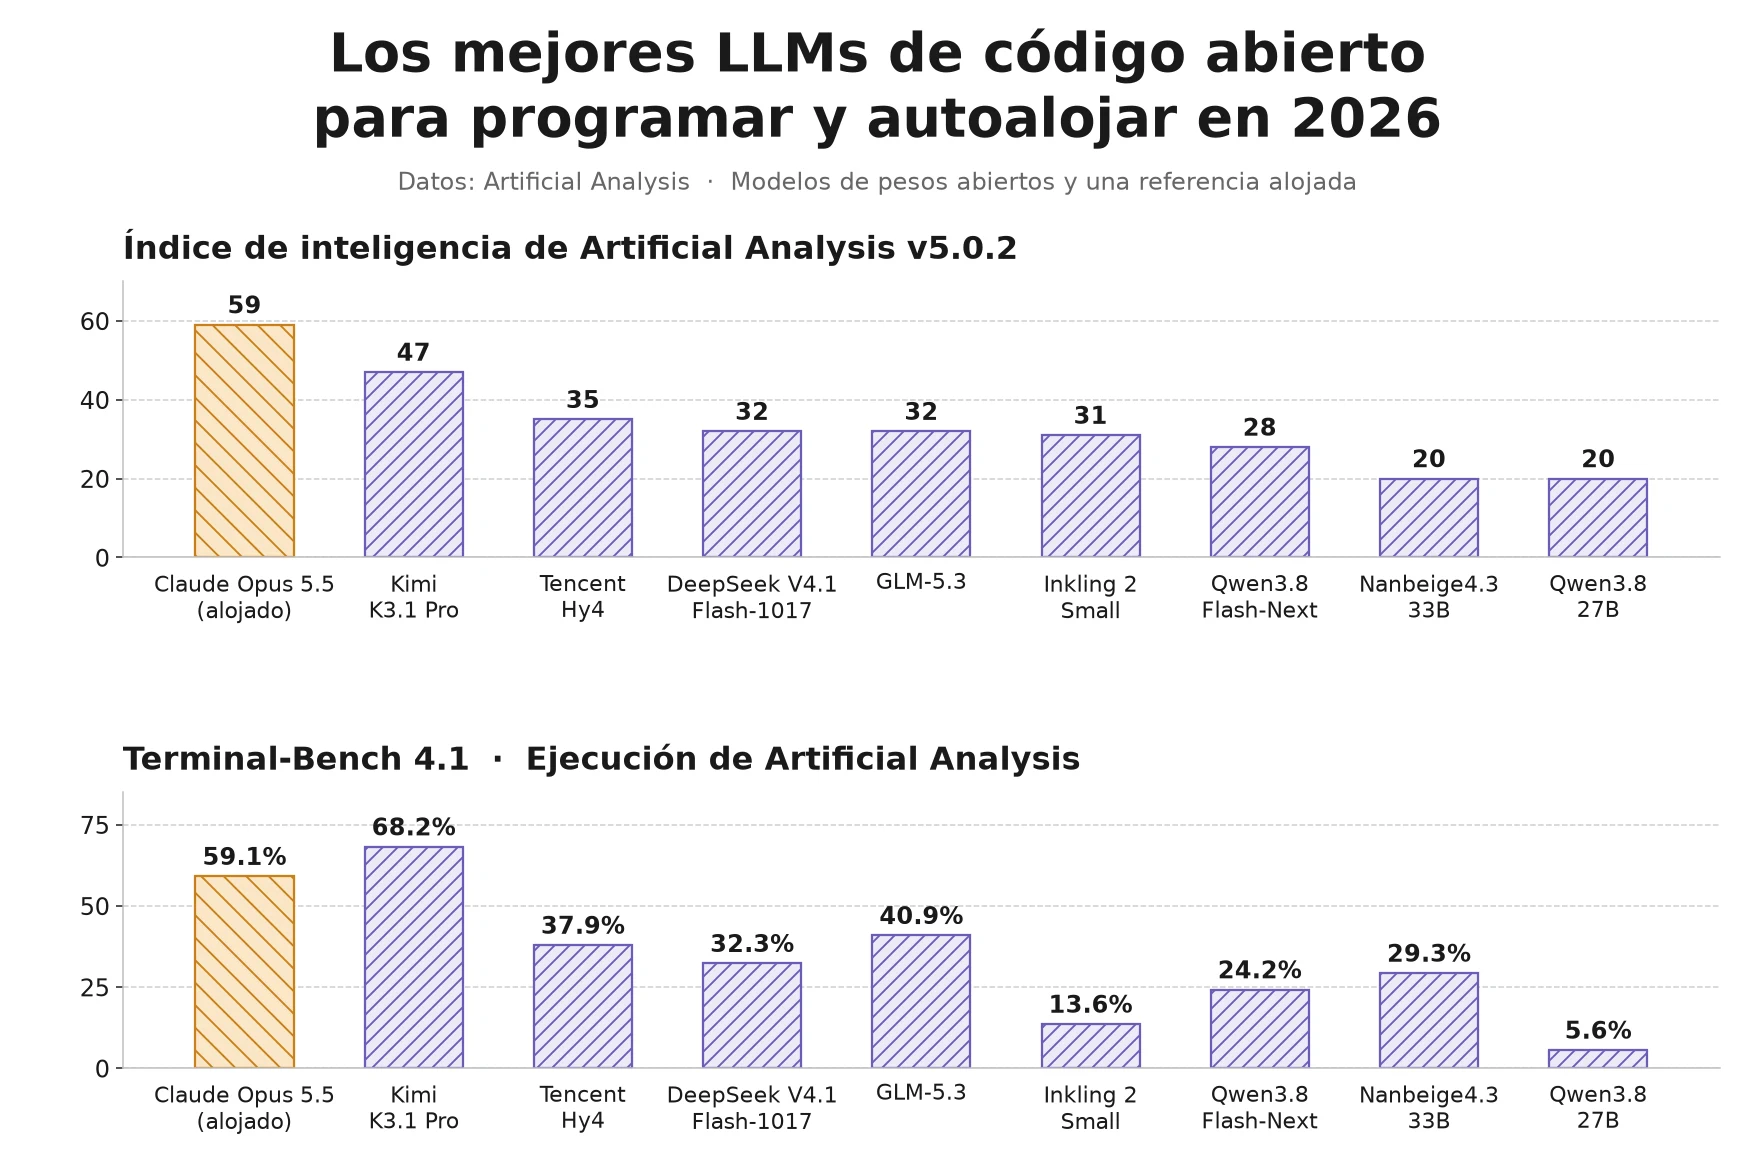 Los mejores LLMs de código abierto
para programar y autoalojar en 2026
Datos: Artificial Analysis · Modelos de pesos abiertos y una referencia alojada
Índice de inteligencia de Artificial Analysis v5.0.2
60
40
20
0
59
47
35
32
32
31
28
20
20
Claude Opus 5.5
(alojado)
Kimi
K3.1 Pro
Tencent
Hy4
DeepSeek V4.1
Flash-1017
GLM-5.3
Inkling 2
Small
Qwen3.8
Flash-Next
Nanbeige4.3
33B
Qwen3.8
27B
Terminal-Bench 4.1 · Ejecución de Artificial Analysis
75
50
25
0
59.1%
68.2%
37.9%
32.3%
40.9%
13.6%
24.2%
29.3%
5.6%
Claude Opus 5.5
(alojado)
Kimi
K3.1 Pro
Tencent
Hy4
DeepSeek V4.1
Flash-1017
GLM-5.3
Inkling 2
Small
Qwen3.8
Flash-Next
Nanbeige4.3
33B
Qwen3.8
27B